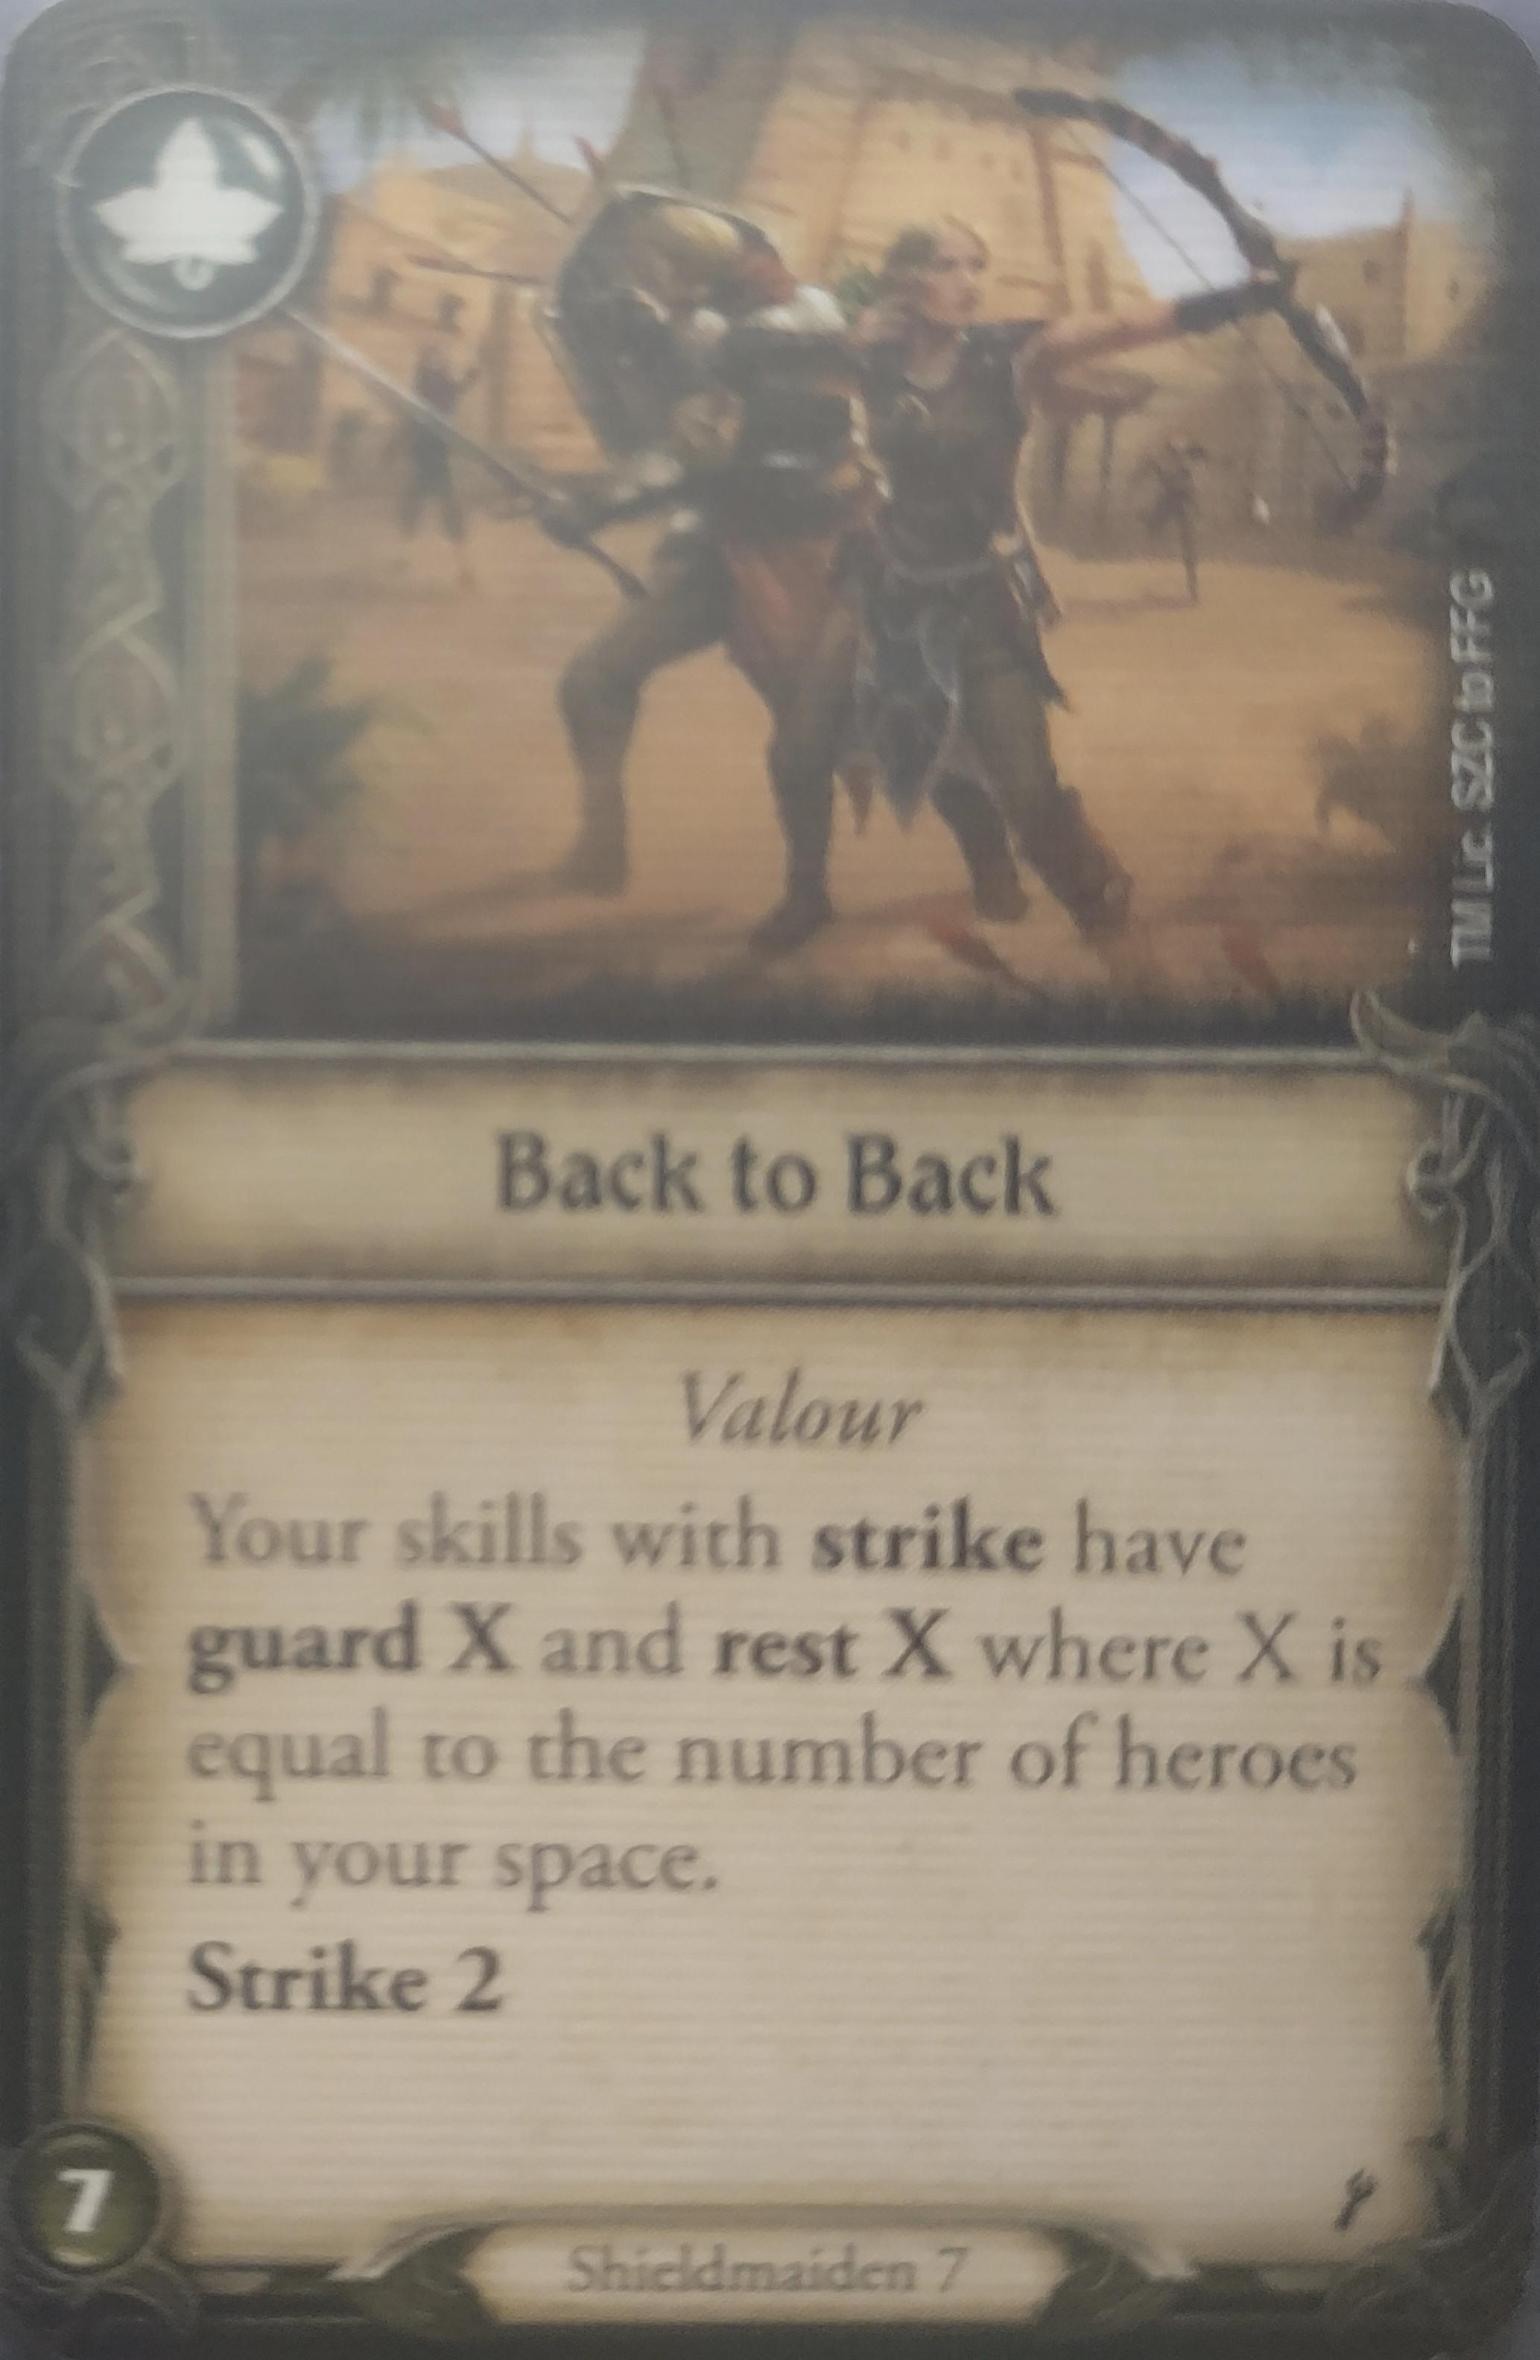 TM Lic. SZC to FFG
Back to Back
Valour
Your skills with strike have
guard X and rest X where X is
equal to the number of heroes
in your space.
Strike 2
7
Shieldmaiden 7